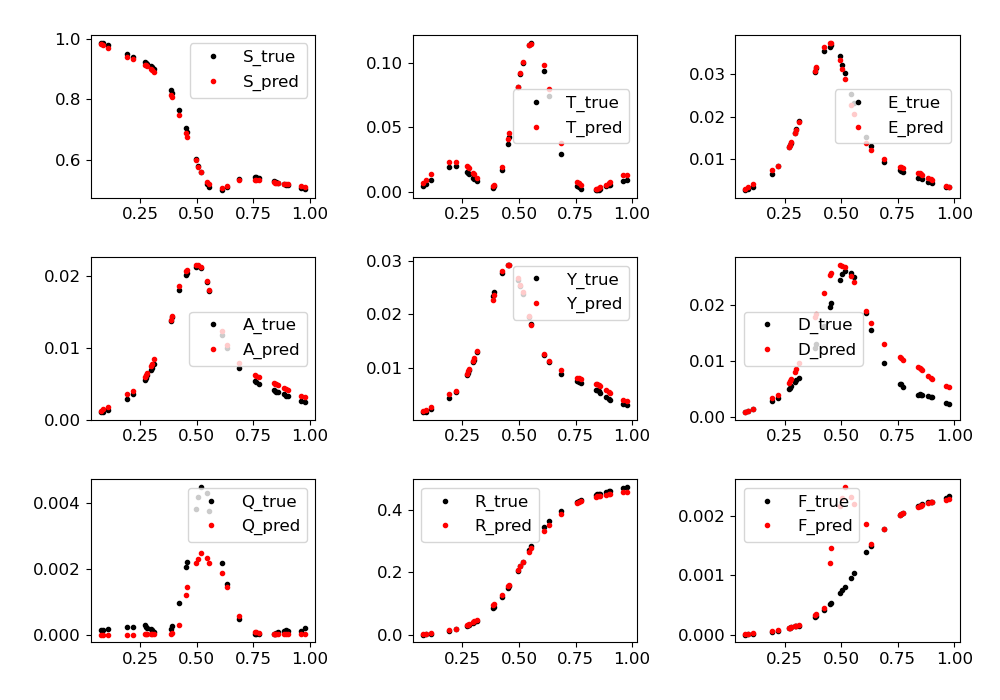 1.0
0.8
0.6
S_true
S_pred
0.25 0.50 0.75 1.00
0.10
0.05
0.00
T_true
T_pred
0.25 0.50 0.75 1.00
0.03
0.02
0.01
E_true
E_pred
0.25 0.50 0.75 1.00
0.02
0.01
0.00
A_true
A_pred
0.25 0.50 0.75 1.00
0.03
0.02
0.01
Y_true
Y_pred
0.25 0.50 0.75 1.00
0.02
0.01
0.00
D_true
D_pred
0.25 0.50 0.75 1.00
0.004
0.002
0.000
Q_true
Q_pred
0.25 0.50 0.75 1.00
0.4
0.2
0.0
R_true
R_pred
0.25 0.50 0.75 1.00
0.002
0.001
0.000
F_true
F_pred
0.25 0.50 0.75 1.00